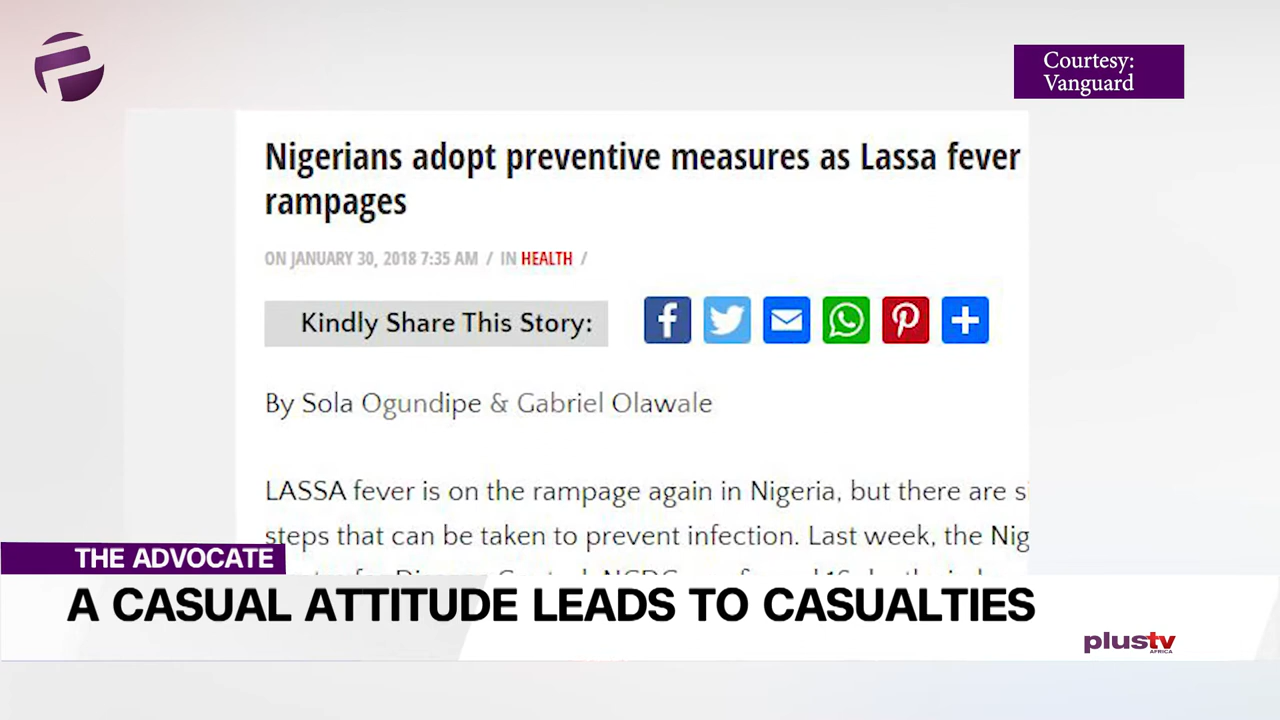 Courtesy:
Vanguard
Nigerians adopt preventive measures as Lassa fever
rampages
ON JANUARY 30, 2018 7:35 AM / IN HEALTH /
Kindly Share This Story:
By Sola Ogundipe & Gabriel Olawale
LASSA fever is on the rampage again in Nigeria, but there are
steps that can be taken to prevent infection. Last week, the
THE ADVOCATE
A CASUAL ATTITUDE LEADS TO CASUALTIES
plustv
AFRICA